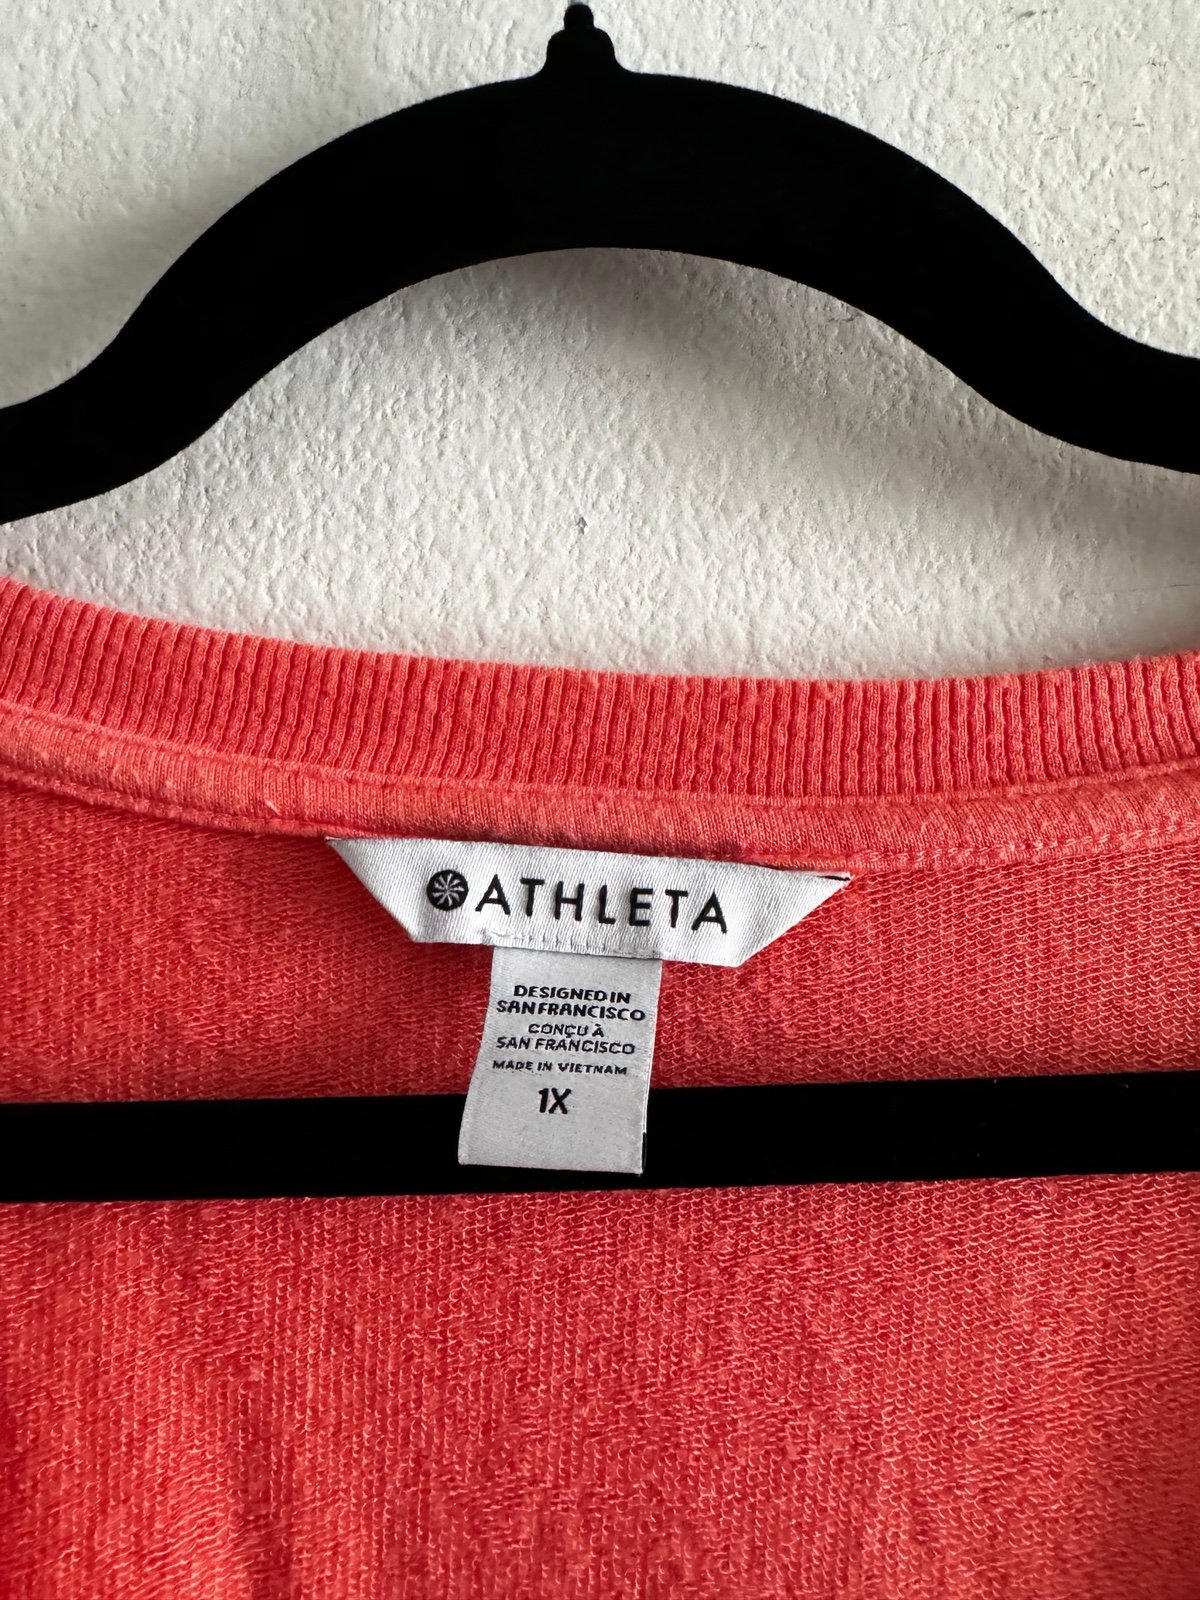 ATHLETA
DESIGNED IN
SAN FRANCISCO
CONÇU À
SAN FRANCISCO
MADE IN VIETNAM
1X